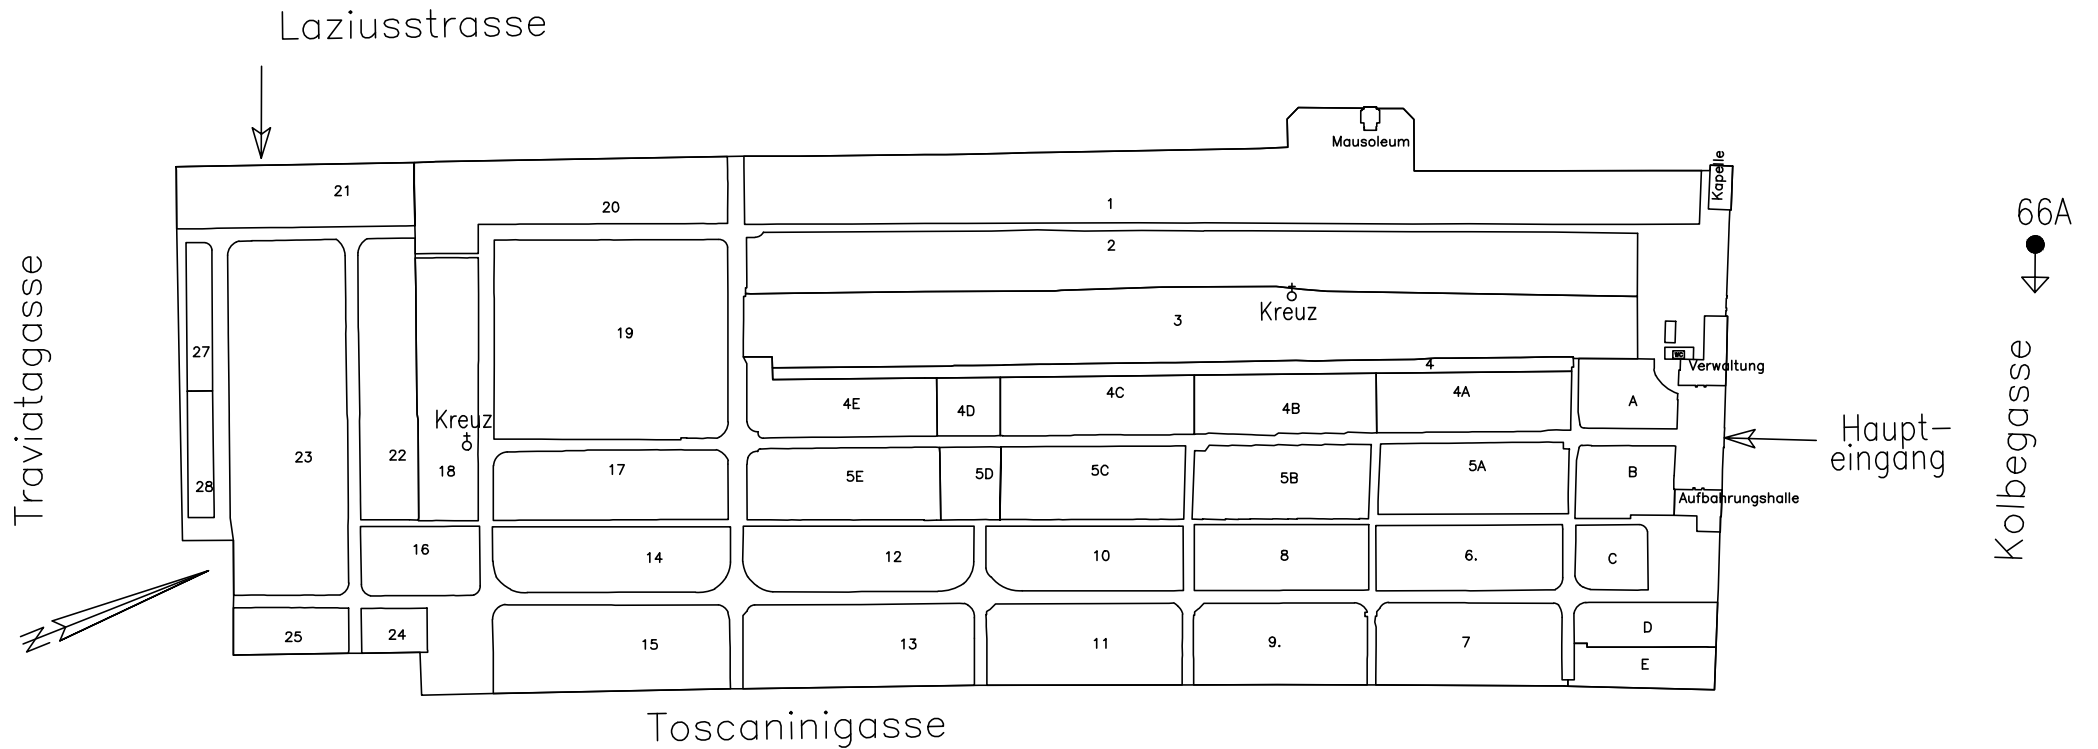 Laziusstrasse
Mausoleum
Kapelle
21
20
1
66A
2
Kreuz
3
19
27
WC
Verwaltung
4
4E
4D
4C
4B
4A
A
Kreuz
Haupt-
eingang
Traviatagasse
Kolbegasse
23
22
18
17
5E
5D
5C
5B
5A
B
28
Aufbahrungshalle
16
14
12
10
8
6.
C
N
25
24
15
13
11
9.
7
D
E
Toscaninigasse